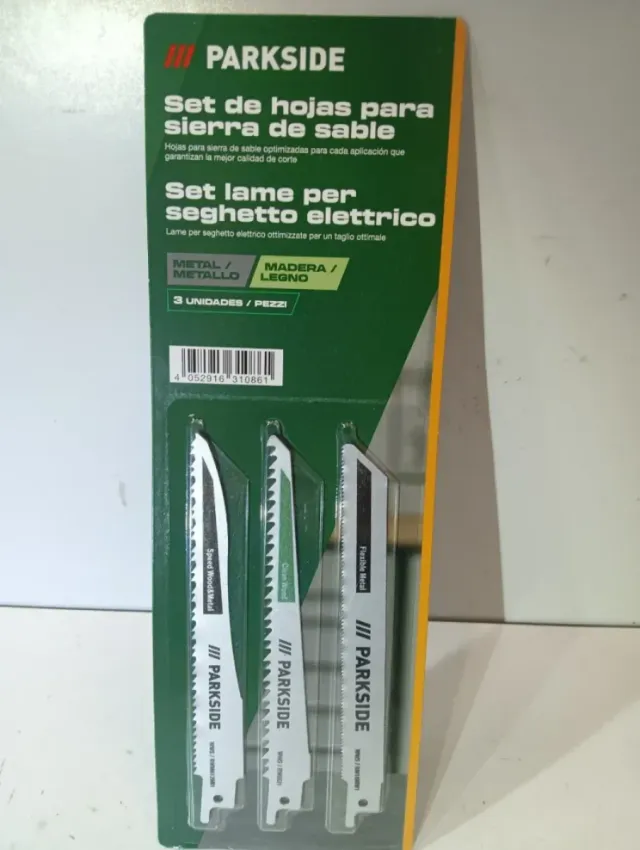 /// PARKSIDE
Set de hojas para
sierra de sable
Hojas para sierra de sable optimizadas para cada aplicación que
garantizan la mejor calidad de corte
Set lame per
seghetto elettrico
Lame per seghetto elettrico ottimizzate per un taglio ottimale
METAL /
METALLO
MADERA /
LEGNO
3 UNIDADES / PEZZI
4 052916 310861
Speed Wood&Metal
/// PARKSIDE
Clean Wood
/// PARKSIDE
Flexible Metal
/// PARKSIDE